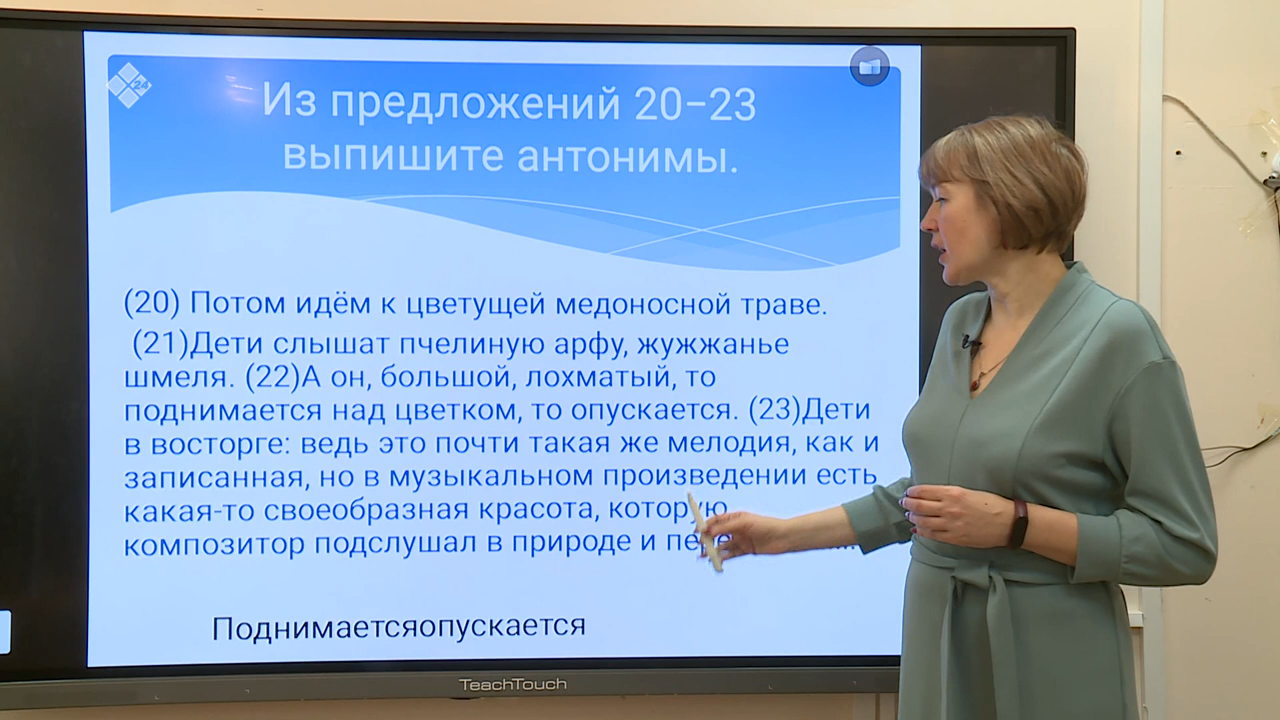 24
Из предложений 20-23
выпишите антонимы.
(20) Потом идём к цветущей медоносной траве.
(21)Дети слышат пчелиную арфу, жужжанье
шмеля. (22)А он, большой, лохматый, то
поднимается над цветком, то опускается. (23)Дети
в восторге: ведь это почти такая же мелодия, как и
записанная, но в музыкальном произведении есть
какая-то своеобразная красота, которую
композитор подслушал в природе и
Поднимаетсяопускается
TeachTouch